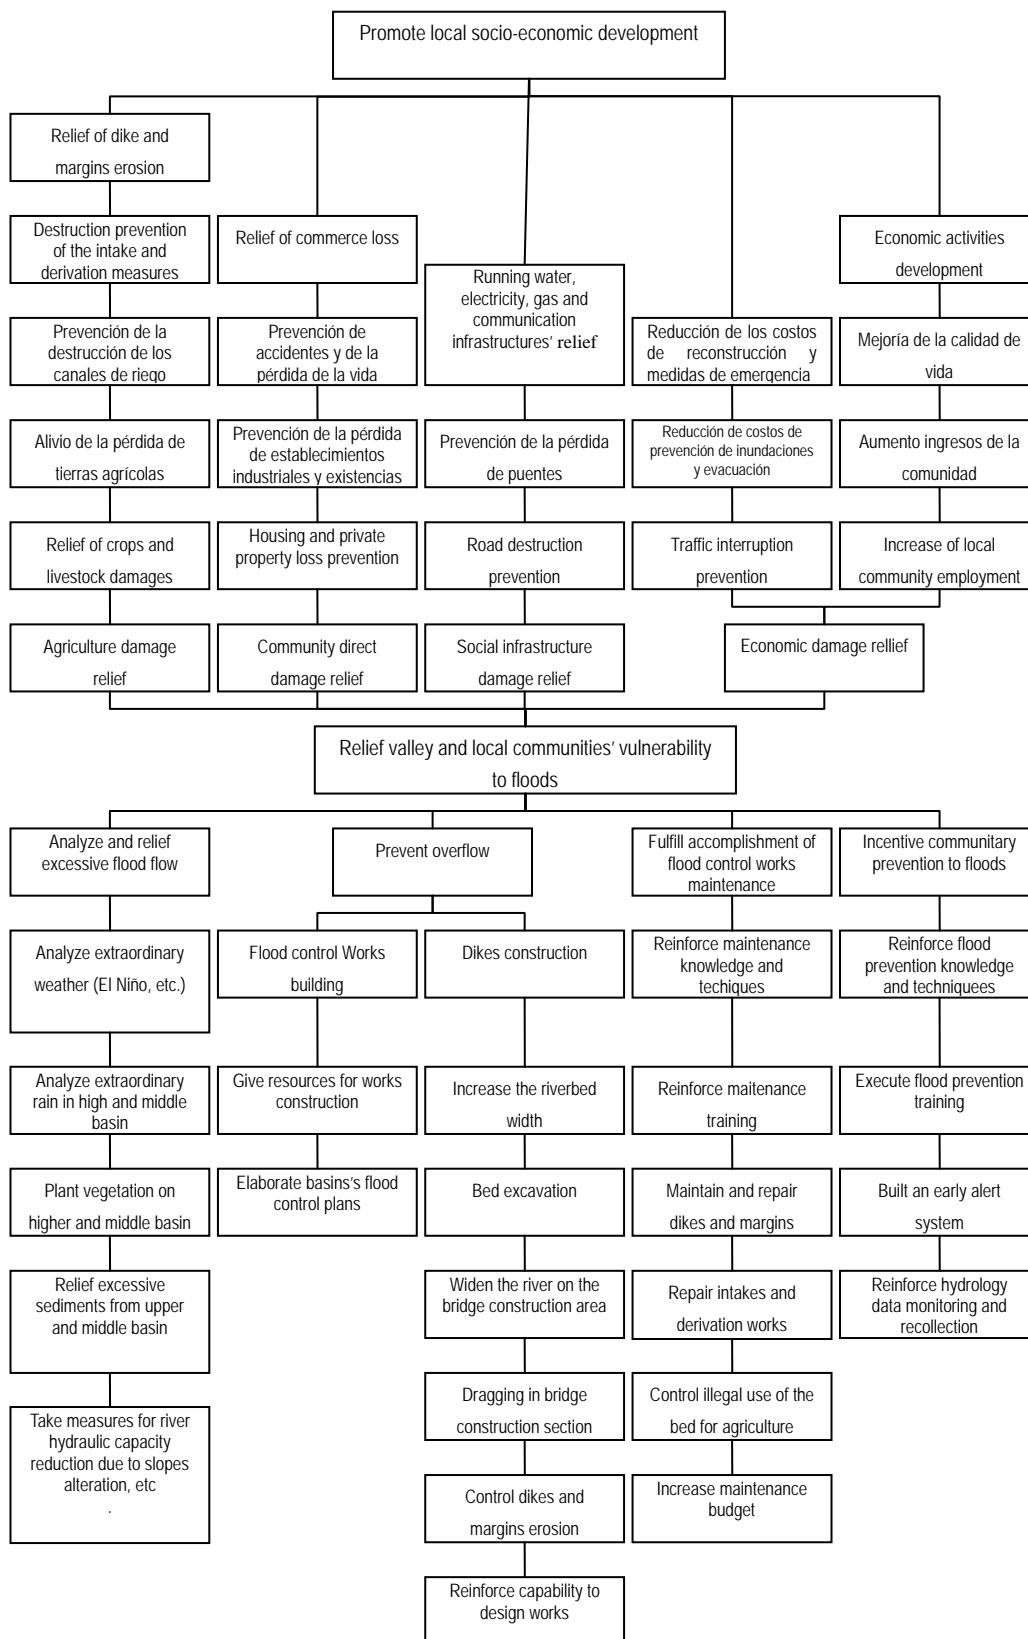 Promote local socio-economic development
Relief of dike and
margins erosion
Destruction prevention
of the intake and
derivation measures
Relief of commerce loss
Running water,
electricity, gas and
communication
infrastructures' relief
Economic activities
development
Prevención de la
destrucción de los
canales de riego
Prevención de
accidentes y de la
pérdida de la vida
Reducción de los costos
de reconstrucción y
medidas de emergencia
Mejoría de la calidad de
vida
Alivio de la pérdida de
tierras agrícolas
Prevención de la pérdida
de establecimientos
industriales y existencias
Prevención de la pérdida
de puentes
Reducción de costos de
prevención de inundaciones
y evacuación
Aumento ingresos de la
comunidad
Relief of crops and
livestock damages
Housing and private
property loss prevention
Road destruction
prevention
Traffic interruption
prevention
Increase of local
community employment
Agriculture damage
relief
Community direct
damage relief
Social infrastructure
damage relief
Economic damage rellief
Relief valley and local communities' vulnerability
to floods
Analyze and relief
excessive flood flow
Prevent overflow
Fulfill accomplishment of
flood control works
maintenance
Incentive communitary
prevention to floods
Analyze extraordinary
weather (El Niño, etc.)
Flood control Works
building
Dikes construction
Reinforce maintenance
knowledge and
techiques
Reinforce flood
prevention knowledge
and techniquees
Analyze extraordinary
rain in high and middle
basin
Give resources for works
construction
Increase the riverbed
width
Reinforce maitenance
training
Execute flood prevention
training
Plant vegetation on
higher and middle basin
Elaborate basins's flood
control plans
Bed excavation
Maintain and repair
dikes and margins
Built an early alert
system
Relief excessive
sediments from upper
and middle basin
Widen the river on the
bridge construction area
Repair intakes and
derivation works
Reinforce hydrology
data monitoring and
recollection
Take measures for river
hydraulic capacity
reduction due to slopes
alteration, etc
.
Dragging in bridge
construction section
Control illegal use of the
bed for agriculture
Control dikes and
margins erosion
Increase maintenance
budget
Reinforce capability to
design works